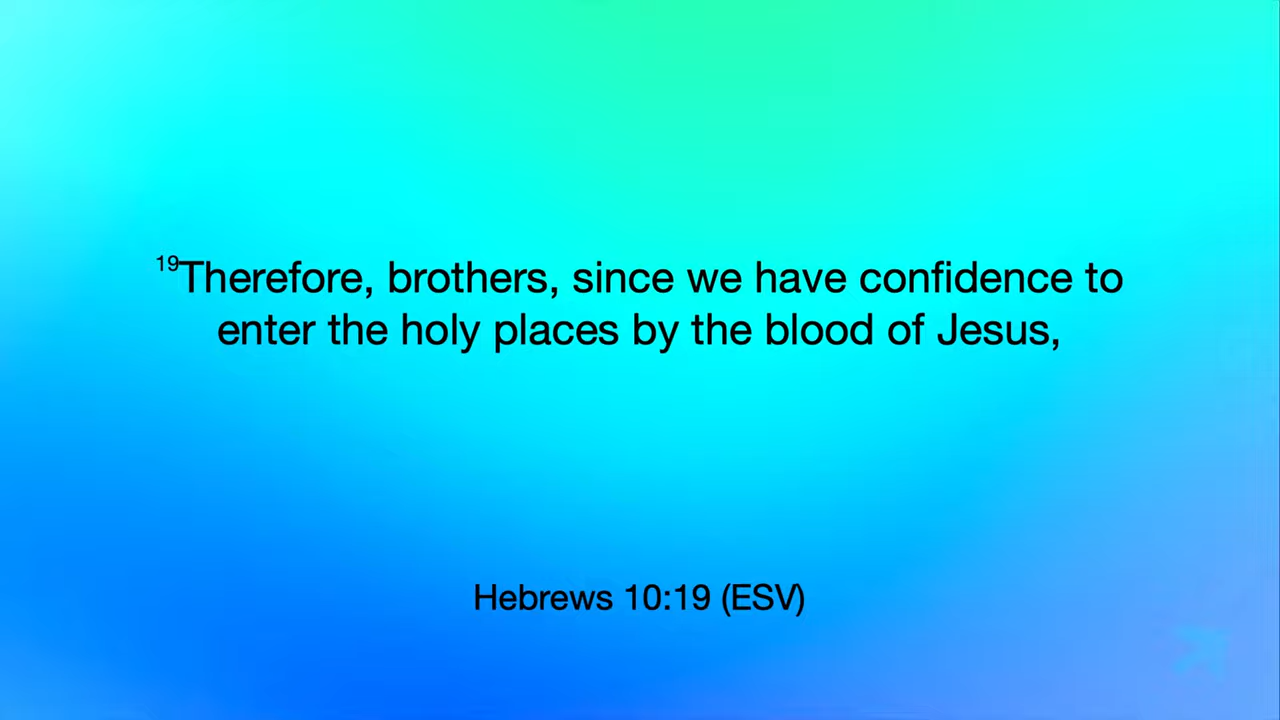 19Therefore, brothers, since we have confidence to
enter the holy places by the blood of Jesus,
Hebrews 10:19 (ESV)